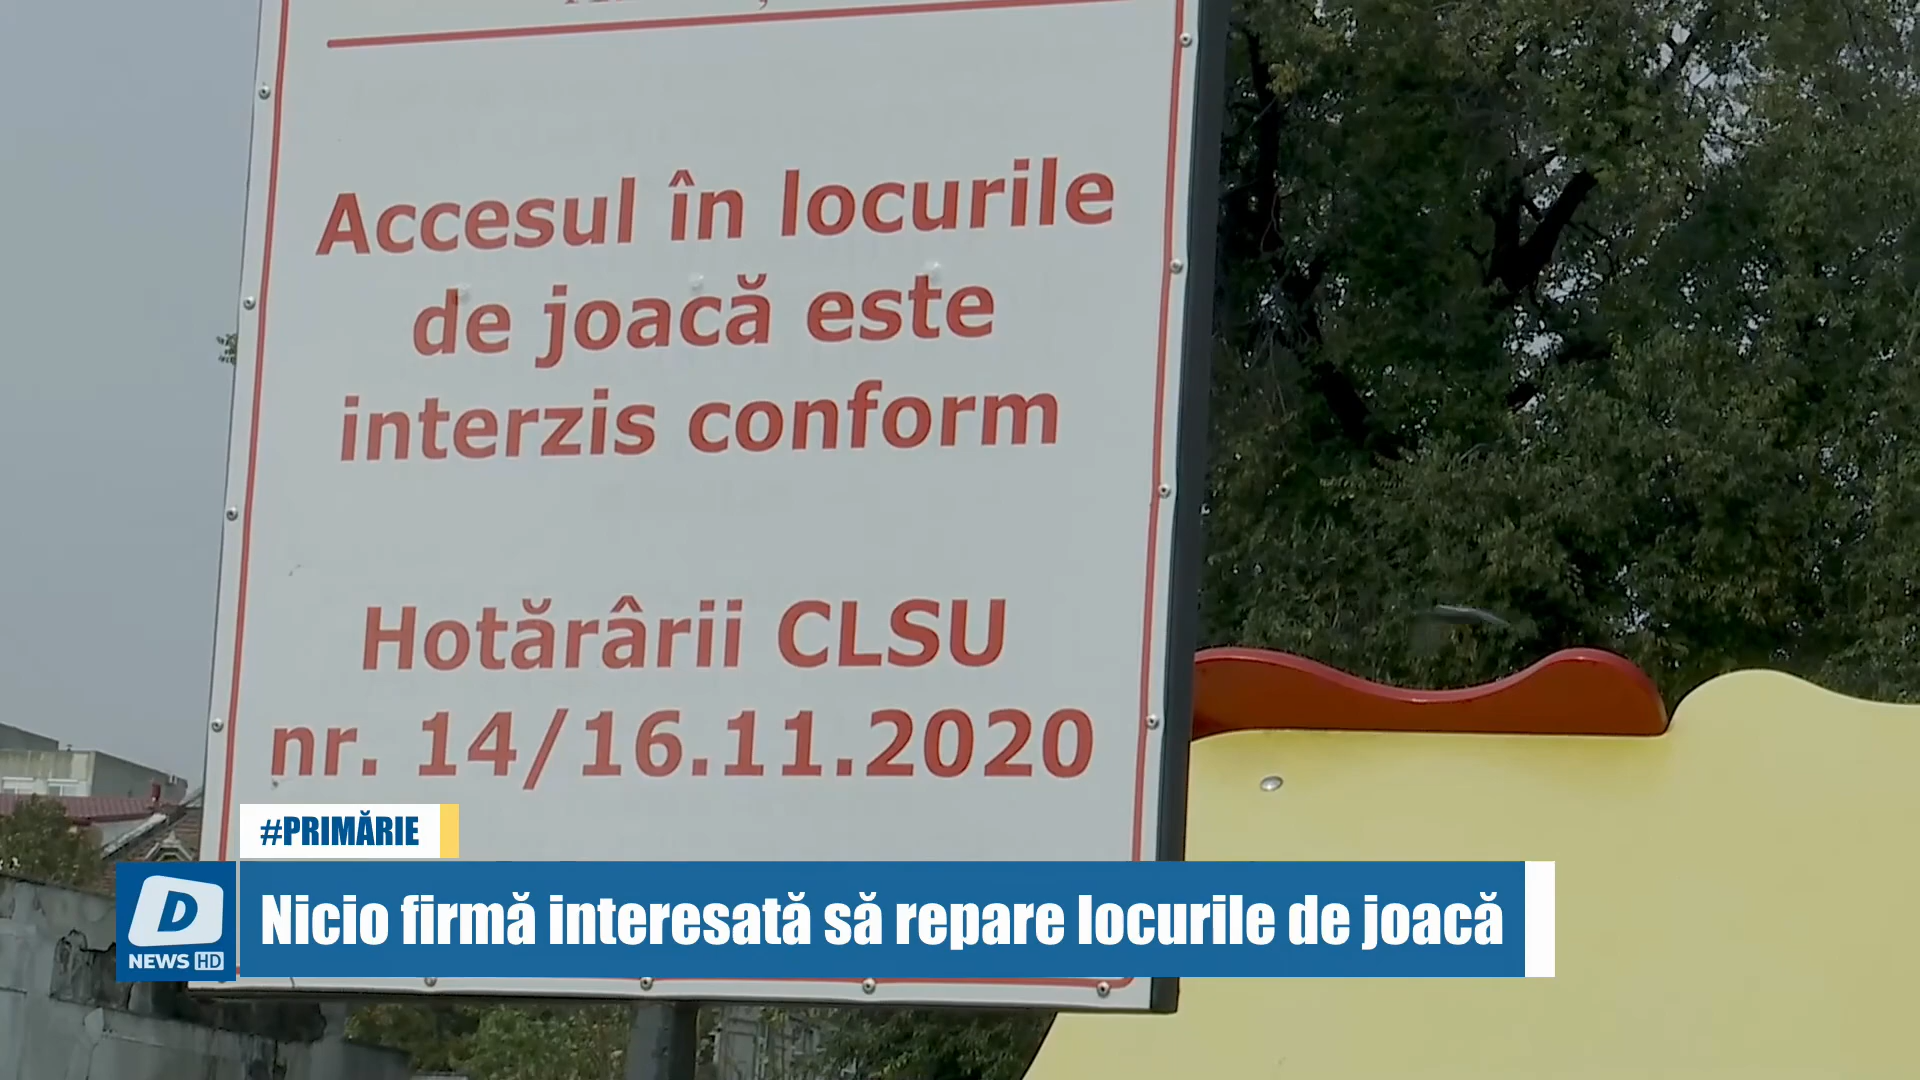 Accesul în locurile
de joacă este
interzis conform
Hotărârii CLSU
nr. 14/16.11.2020
#PRIMĂRIE
Nicio firmă interesată să repare locurile de joacă
D
NEWS HD